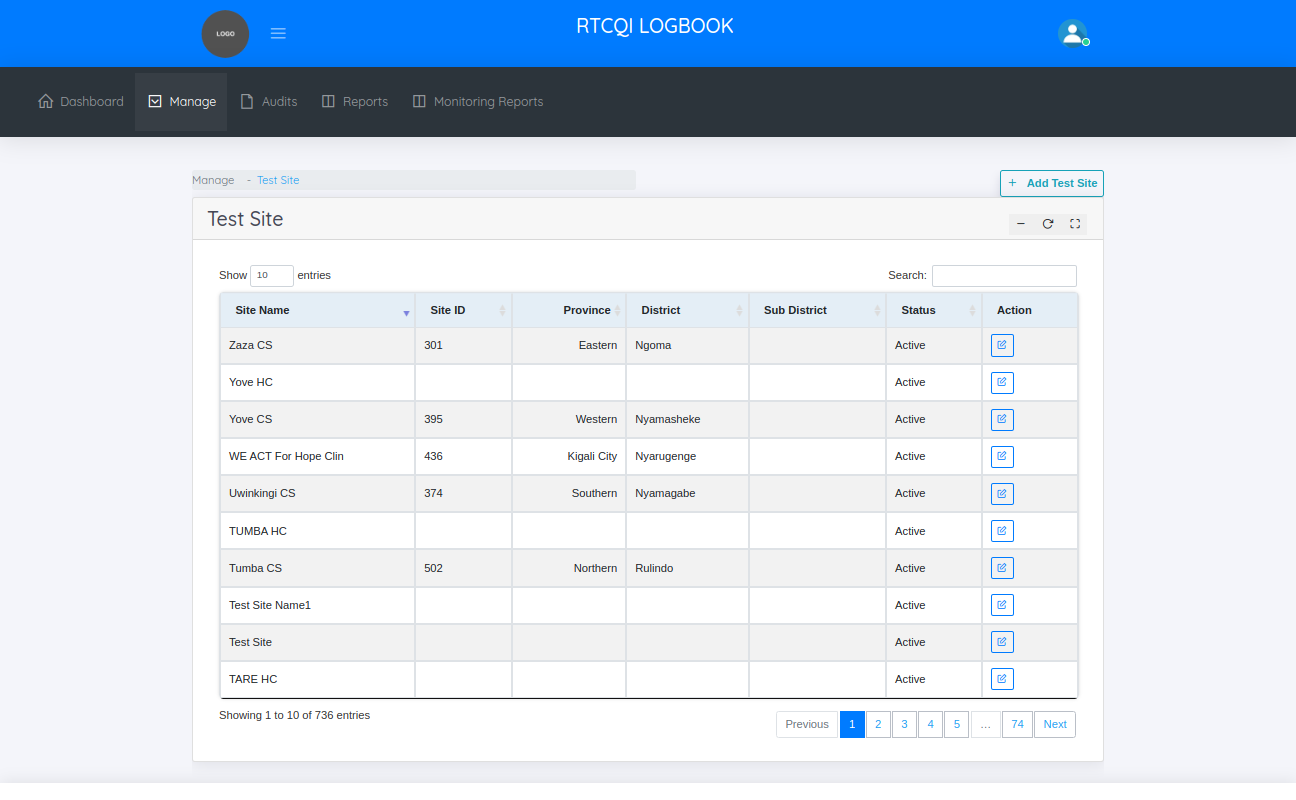 LOGO
RTCQI LOGBOOK
Dashboard Manage Audits Reports Monitoring Reports
Manage - Test Site
+ Add Test Site
Test Site
Show 10 entries Search:
Site Name Site ID Province District Sub District Status Action
Zaza CS 301 Eastern Ngoma Active
Yove HC Active
Yove CS 395 Western Nyamasheke Active
WE ACT For Hope Clin 436 Kigali City Nyarugenge Active
Uwinkingi CS 374 Southern Nyamagabe Active
TUMBA HC Active
Tumba CS 502 Northern Rulindo Active
Test Site Name1 Active
Test Site Active
TARE HC Active
Showing 1 to 10 of 736 entries
Previous 1 2 3 4 5 … 74 Next